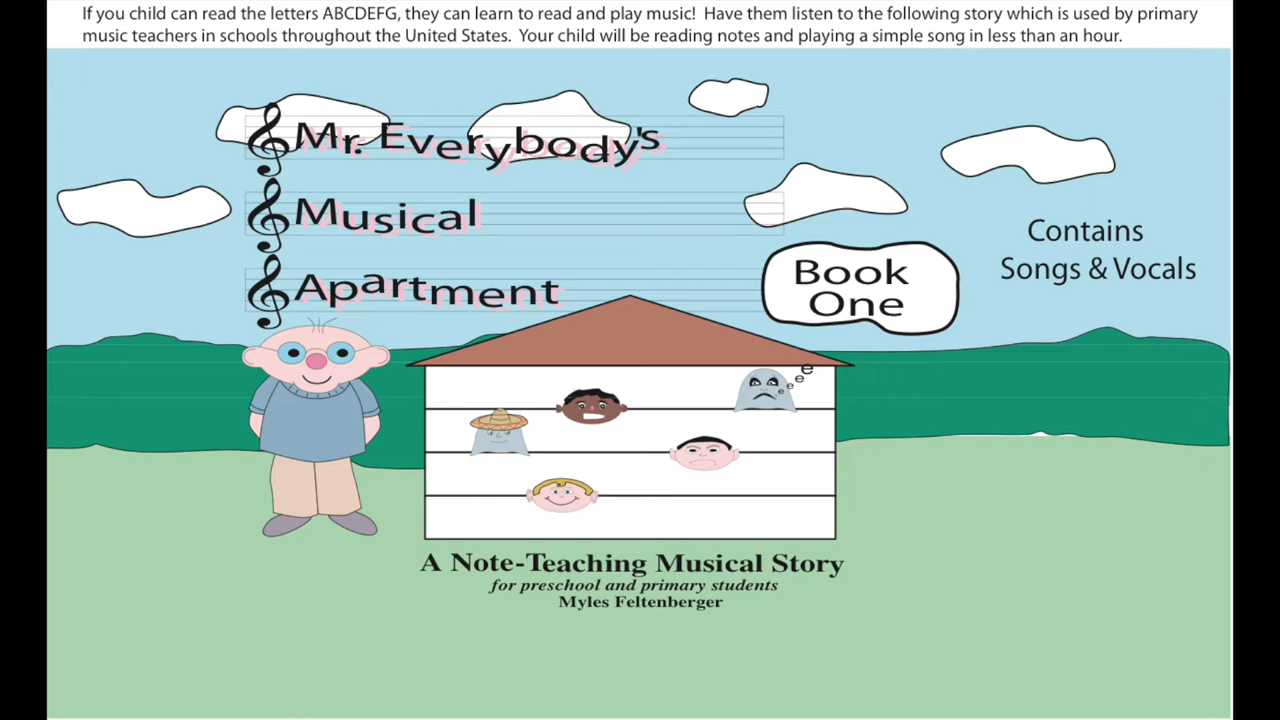 If you child can read the letters ABCDEFG, they can learn to read and play music!  Have them listen to the following story which is used by primary
music teachers in schools throughout the United States.  Your child will be reading notes and playing a simple song in less than an hour.
Mr. Everybody's
Musical
Apartment
Contains
Songs & Vocals
Book
One
e e e e
A Note-Teaching Musical Story
for preschool and primary students
Myles Feltenberger